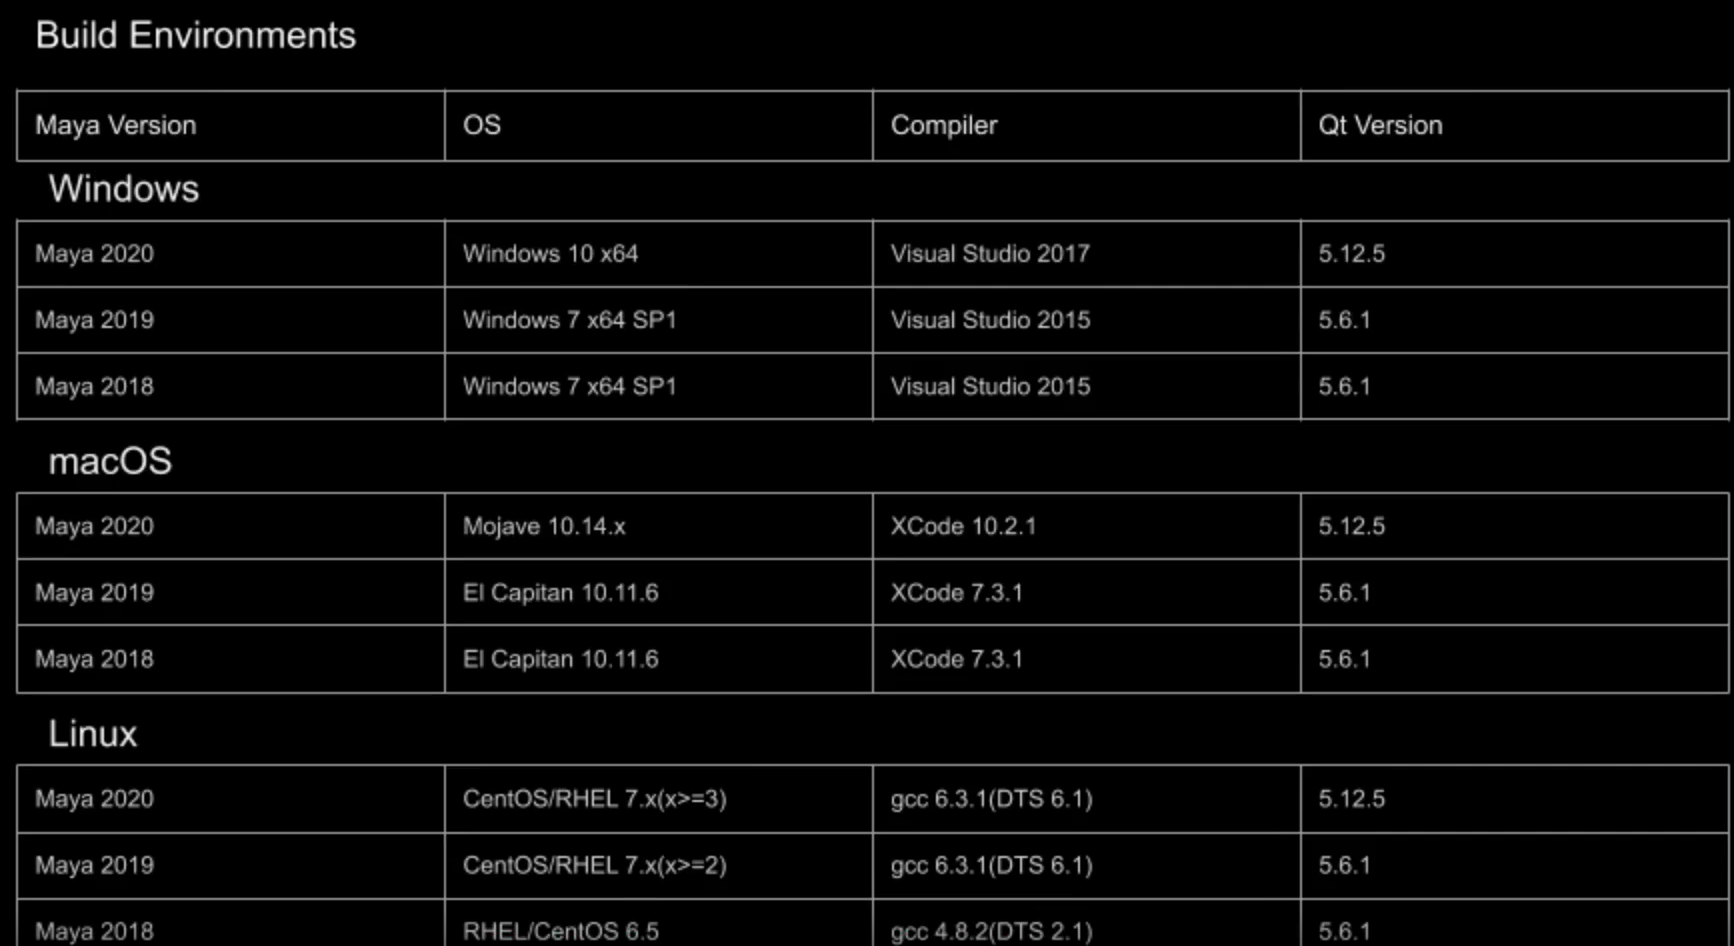 Build Environments
Maya Version OS Compiler Qt Version
Windows
Maya 2020 Windows 10 x64 Visual Studio 2017 5.12.5
Maya 2019 Windows 7 x64 SP1 Visual Studio 2015 5.6.1
Maya 2018 Windows 7 x64 SP1 Visual Studio 2015 5.6.1
macOS
Maya 2020 Mojave 10.14.x XCode 10.2.1 5.12.5
Maya 2019 El Capitan 10.11.6 XCode 7.3.1 5.6.1
Maya 2018 El Capitan 10.11.6 XCode 7.3.1 5.6.1
Linux
Maya 2020 CentOS/RHEL 7.x(x>=3) gcc 6.3.1(DTS 6.1) 5.12.5
Maya 2019 CentOS/RHEL 7.x(x>=2) gcc 6.3.1(DTS 6.1) 5.6.1
Maya 2018 RHEL/CentOS 6.5 gcc 4.8.2(DTS 2.1) 5.6.1